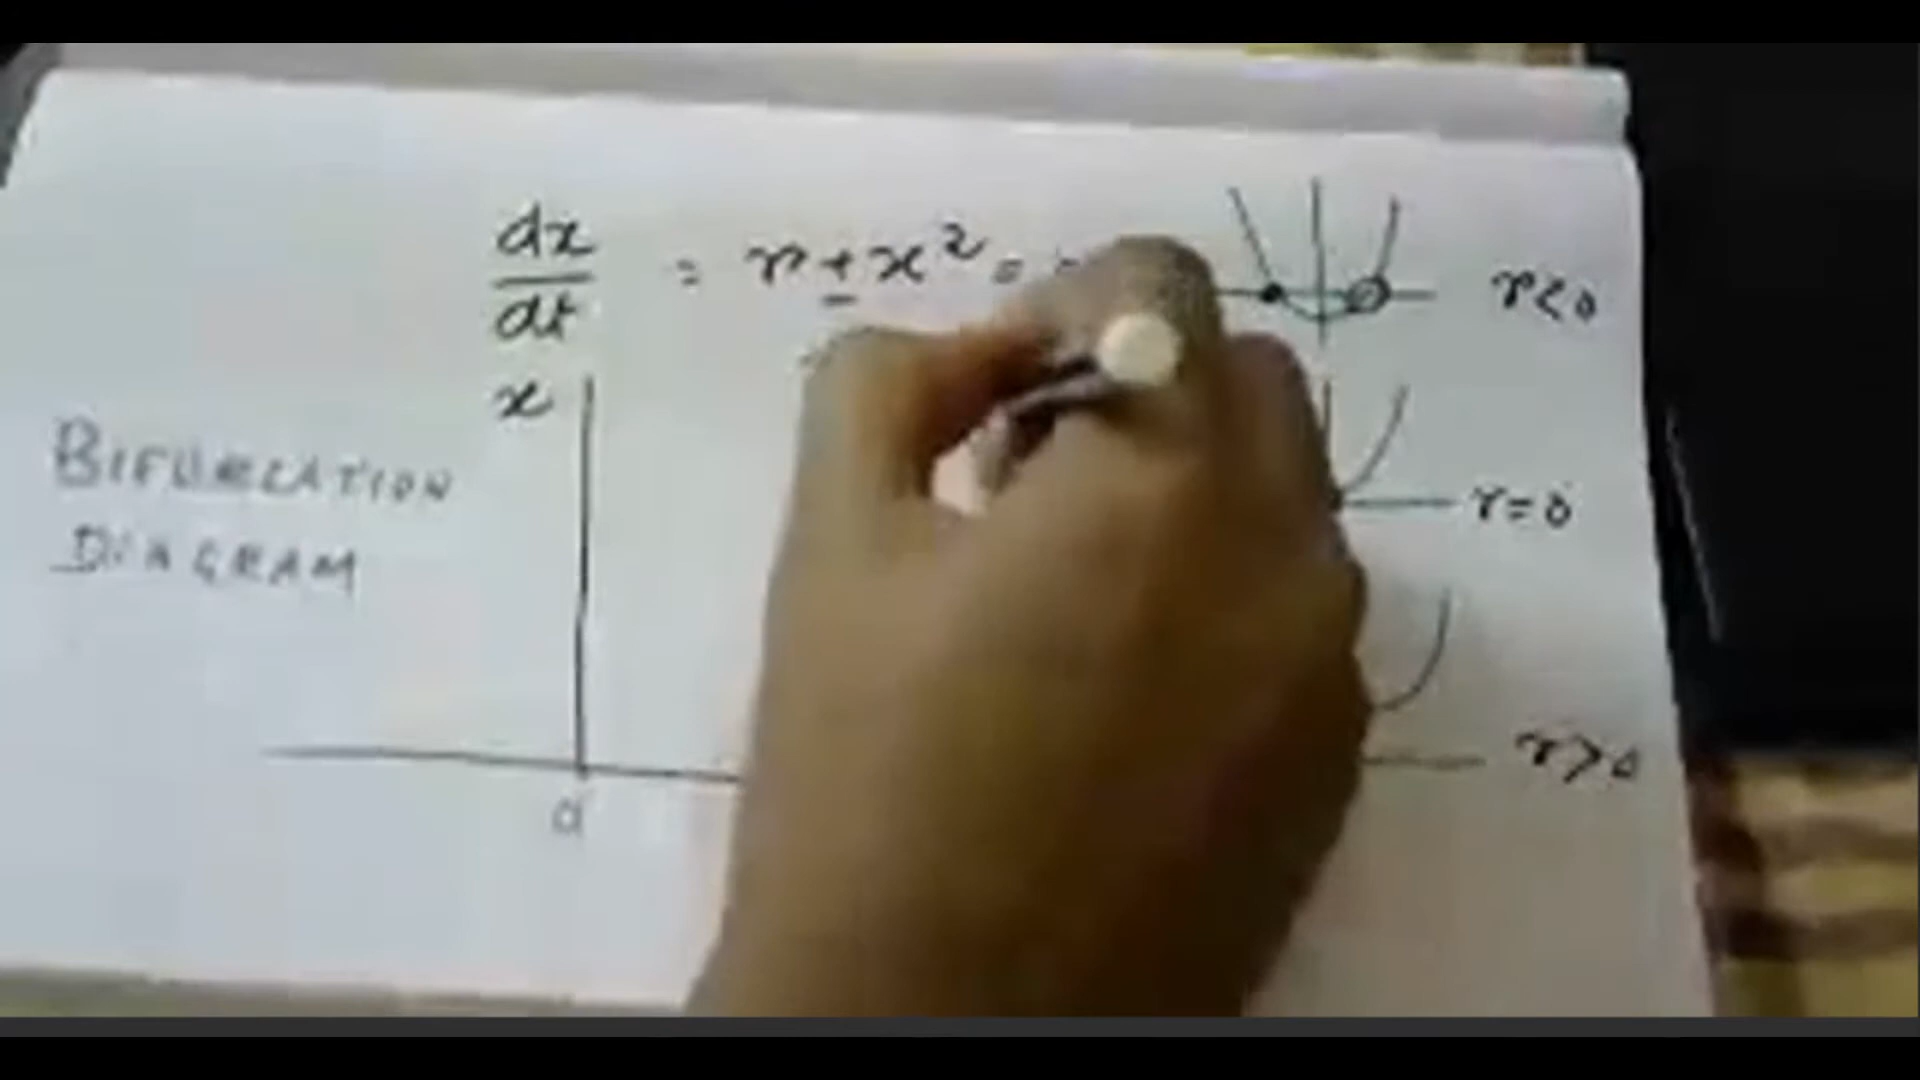 dx/dt = r + x² =
x
BIFURCATION
DIAGRAM
0
r<0
r=0
r>0